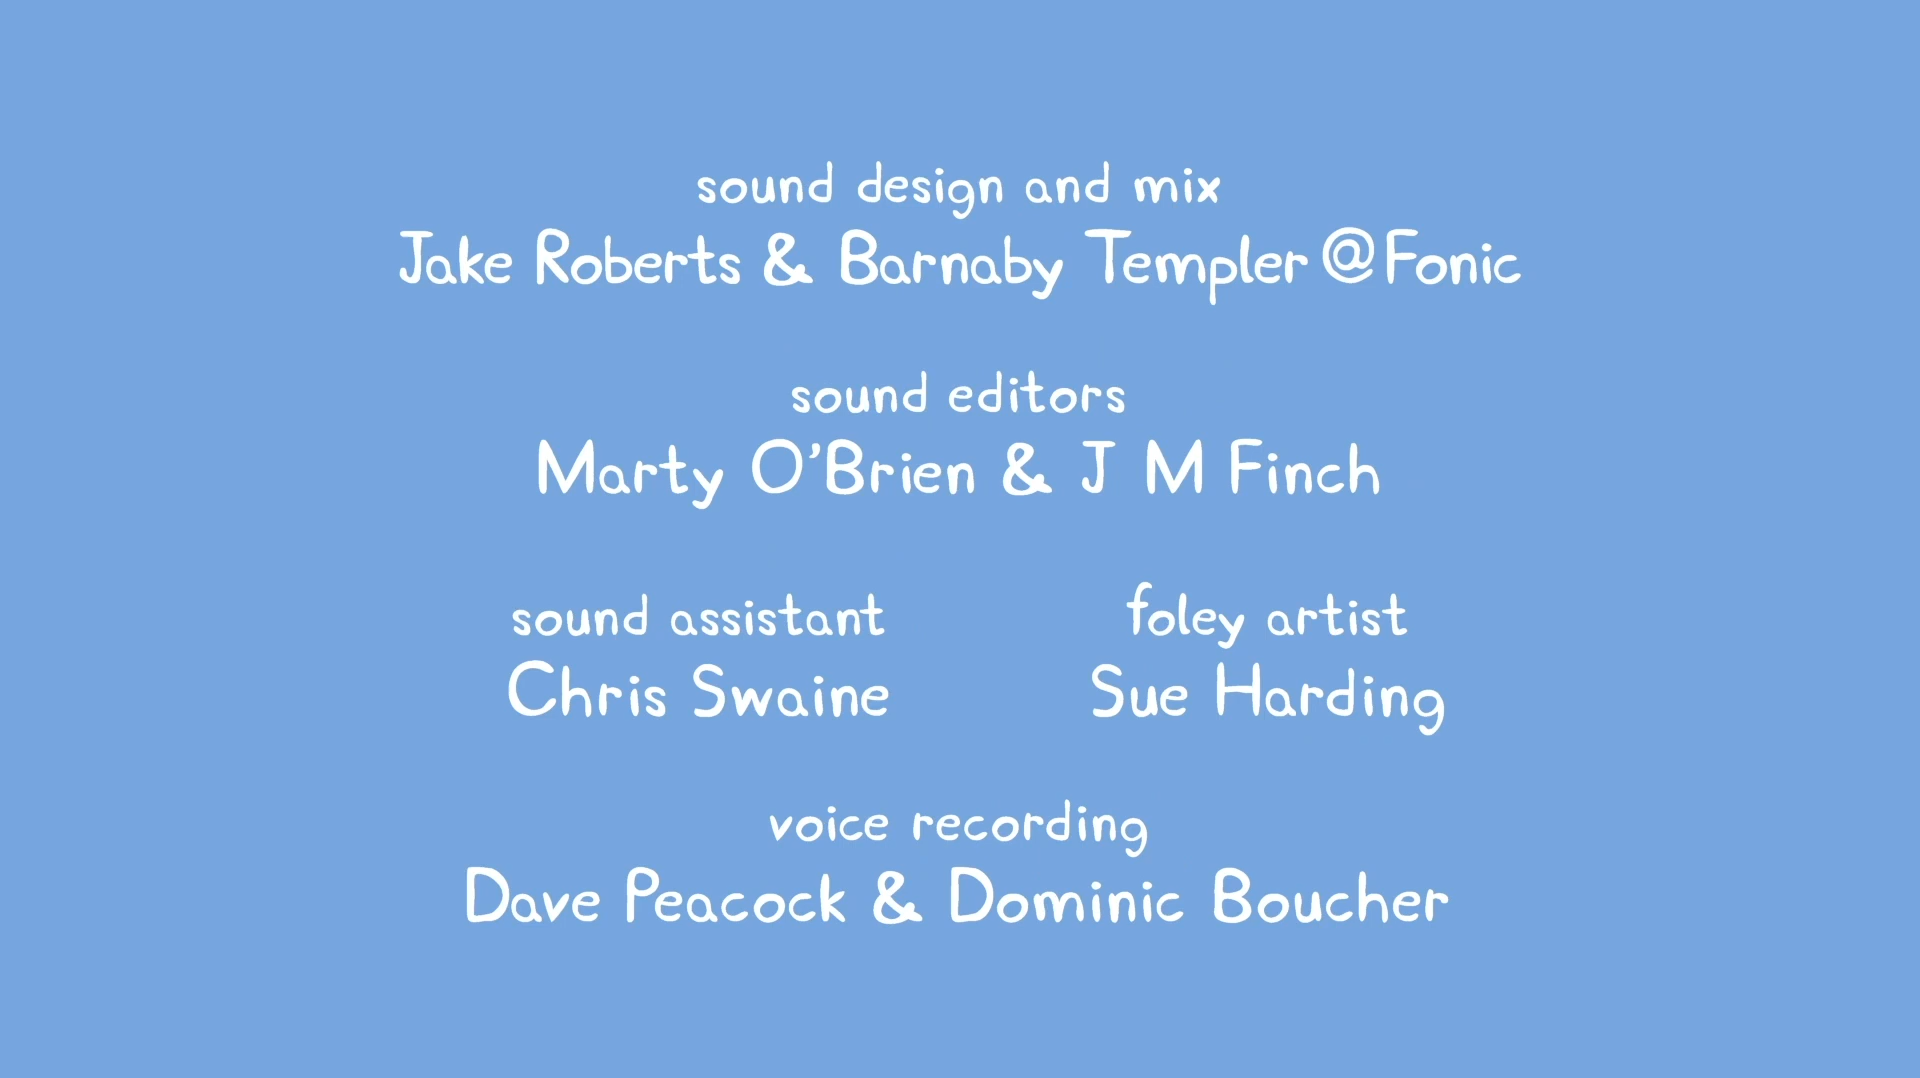 sound design and mix
Jake Roberts & Barnaby Templer @Fonic
sound editors
Marty O'Brien & J M Finch
sound assistant
Chris Swaine
foley artist
Sue Harding
voice recording
Dave Peacock & Dominic Boucher